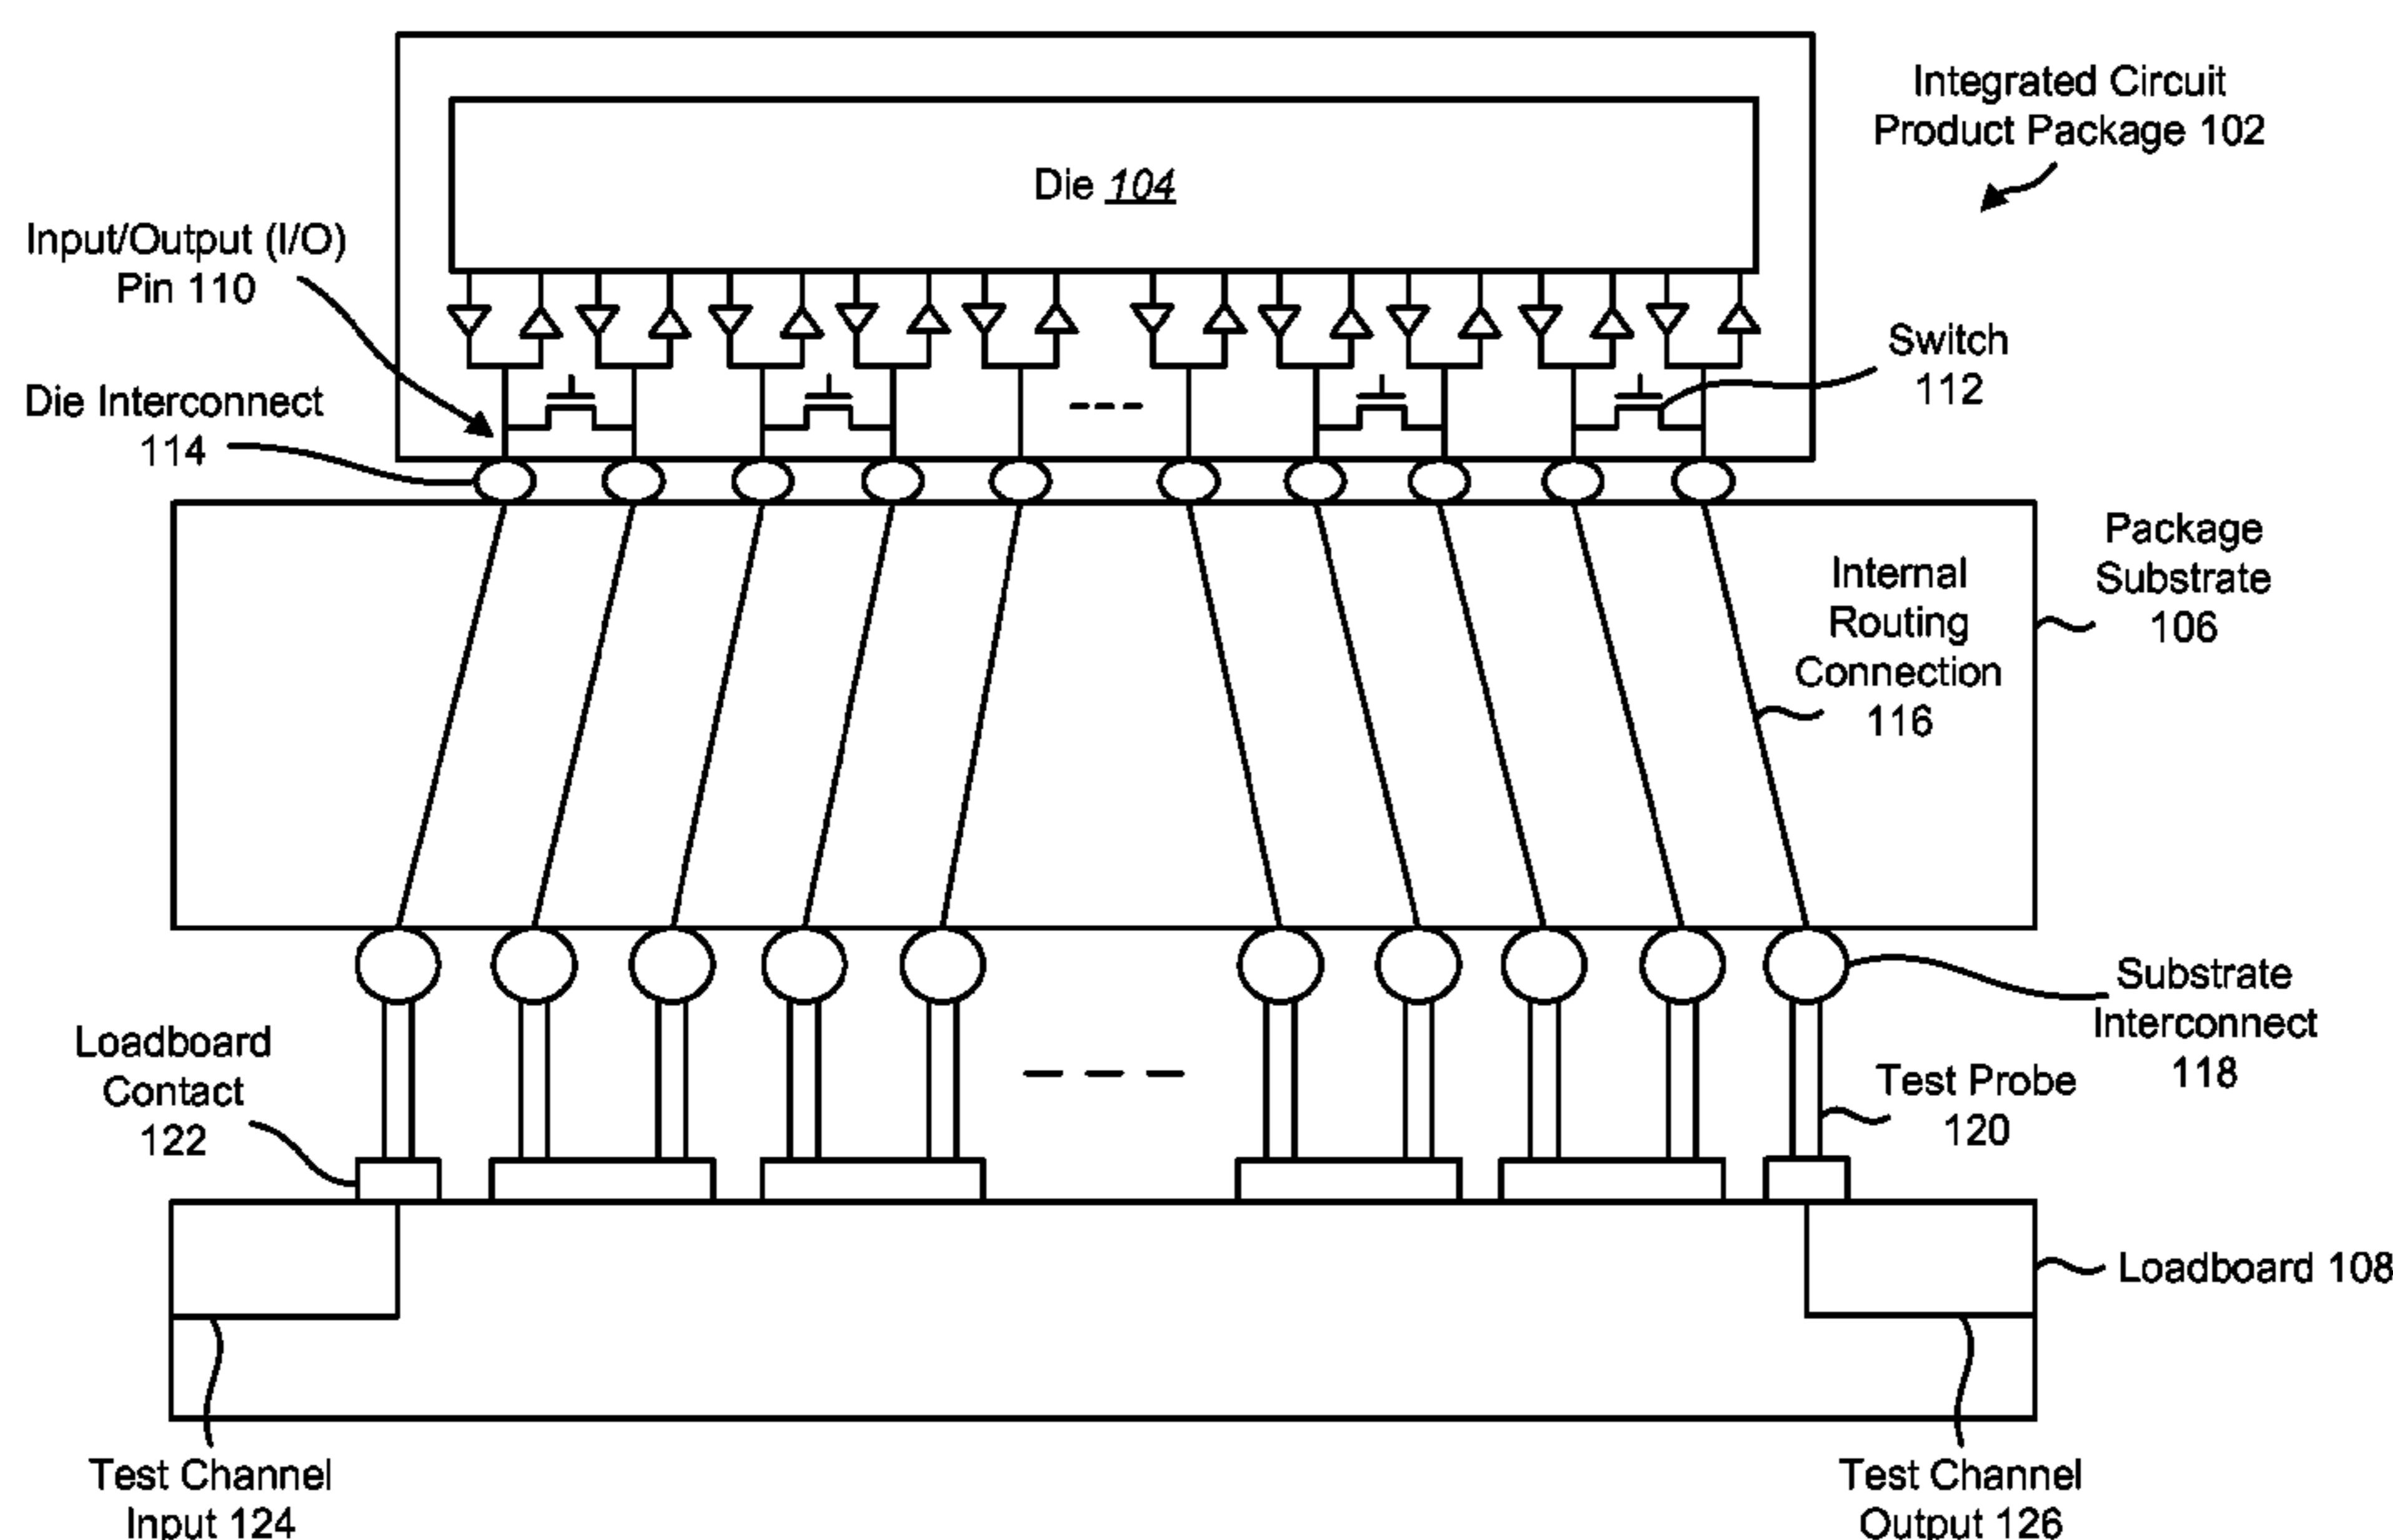 Integrated Circuit
Product Package 102
Die 104
Input/Output (I/O)
Pin 110
Switch
112
Die Interconnect
114
Package
Substrate
106
Internal
Routing
Connection
116
Substrate
Interconnect
118
Loadboard
Contact
122
Test Probe
120
Loadboard 108
Test Channel
Input 124
Test Channel
Output 126